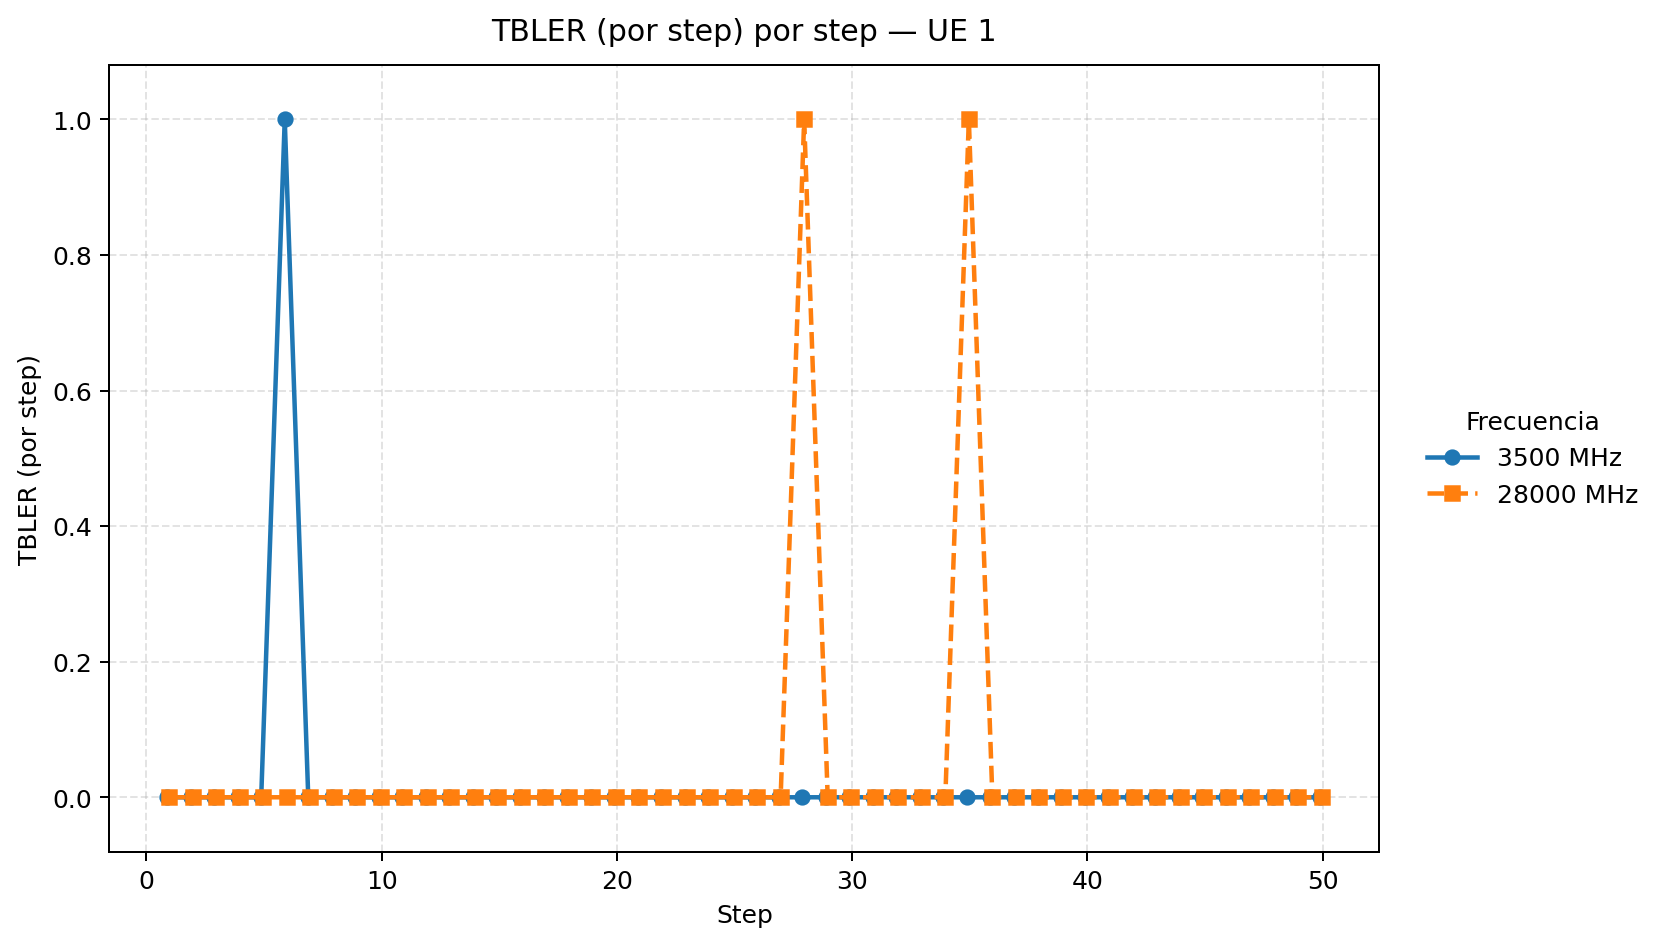 TBLER (por step) por step — UE 1
TBLER (por step)
1.0
0.8
0.6
0.4
0.2
0.0
0 10 20 30 40 50
Step
Frecuencia
3500 MHz
28000 MHz